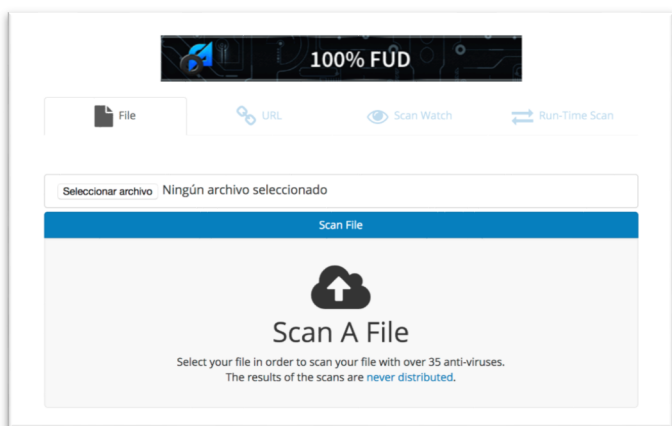 100% FUD
File
URL
Scan Watch
Run-Time Scan
Seleccionar archivo Ningún archivo seleccionado
Scan File
Scan A File
Select your file in order to scan your file with over 35 anti-viruses.
The results of the scans are never distributed.